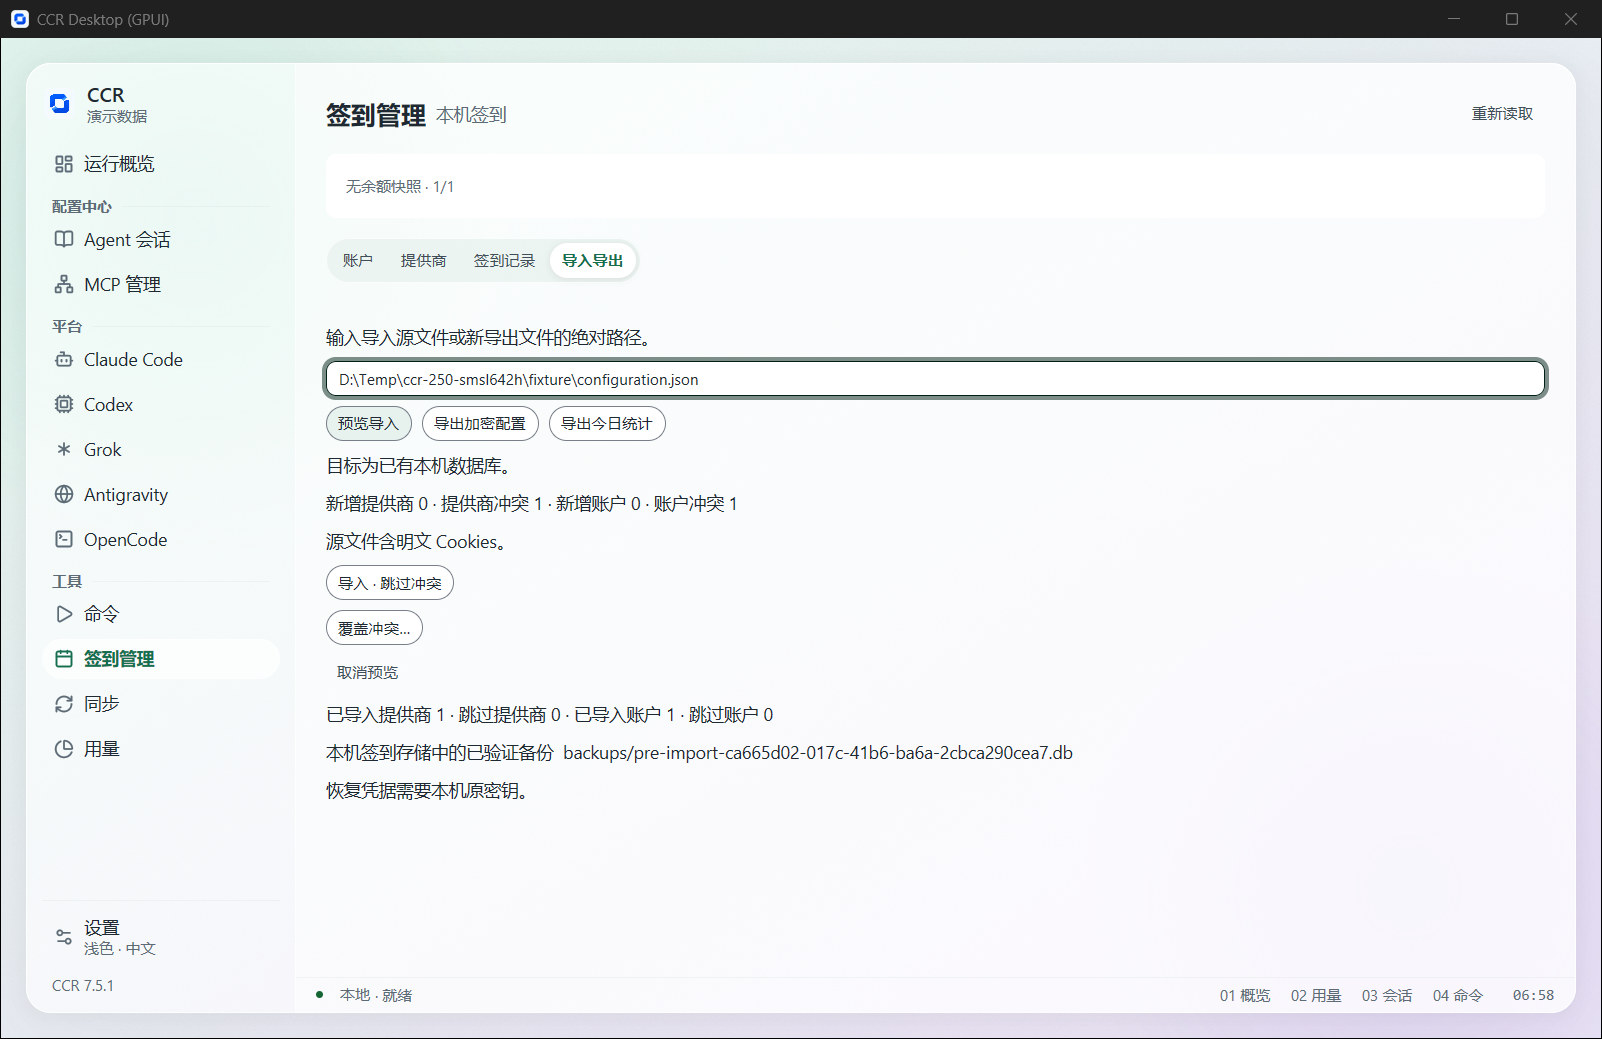 CCR Desktop (GPUI)
CCR
演示数据
运行概览
配置中心
Agent 会话
MCP 管理
平台
Claude Code
Codex
Grok
Antigravity
OpenCode
工具
命令
签到管理
同步
用量
设置
浅色 · 中文
CCR 7.5.1
签到管理 本机签到
重新读取
无余额快照 · 1/1
账户 提供商 签到记录 导入导出
输入导入源文件或新导出文件的绝对路径。
D:\Temp\ccr-250-smsl642h\fixture\configuration.json
预览导入 导出加密配置 导出今日统计
目标为已有本机数据库。
新增提供商 0 · 提供商冲突 1 · 新增账户 0 · 账户冲突 1
源文件含明文 Cookies。
导入 · 跳过冲突
覆盖冲突...
取消预览
已导入提供商 1 · 跳过提供商 0 · 已导入账户 1 · 跳过账户 0
本机签到存储中的已验证备份 backups/pre-import-ca665d02-017c-41b6-ba6a-2cbca290cea7.db
恢复凭据需要本机原密钥。
本地 · 就绪
01 概览 02 用量 03 会话 04 命令 06:58